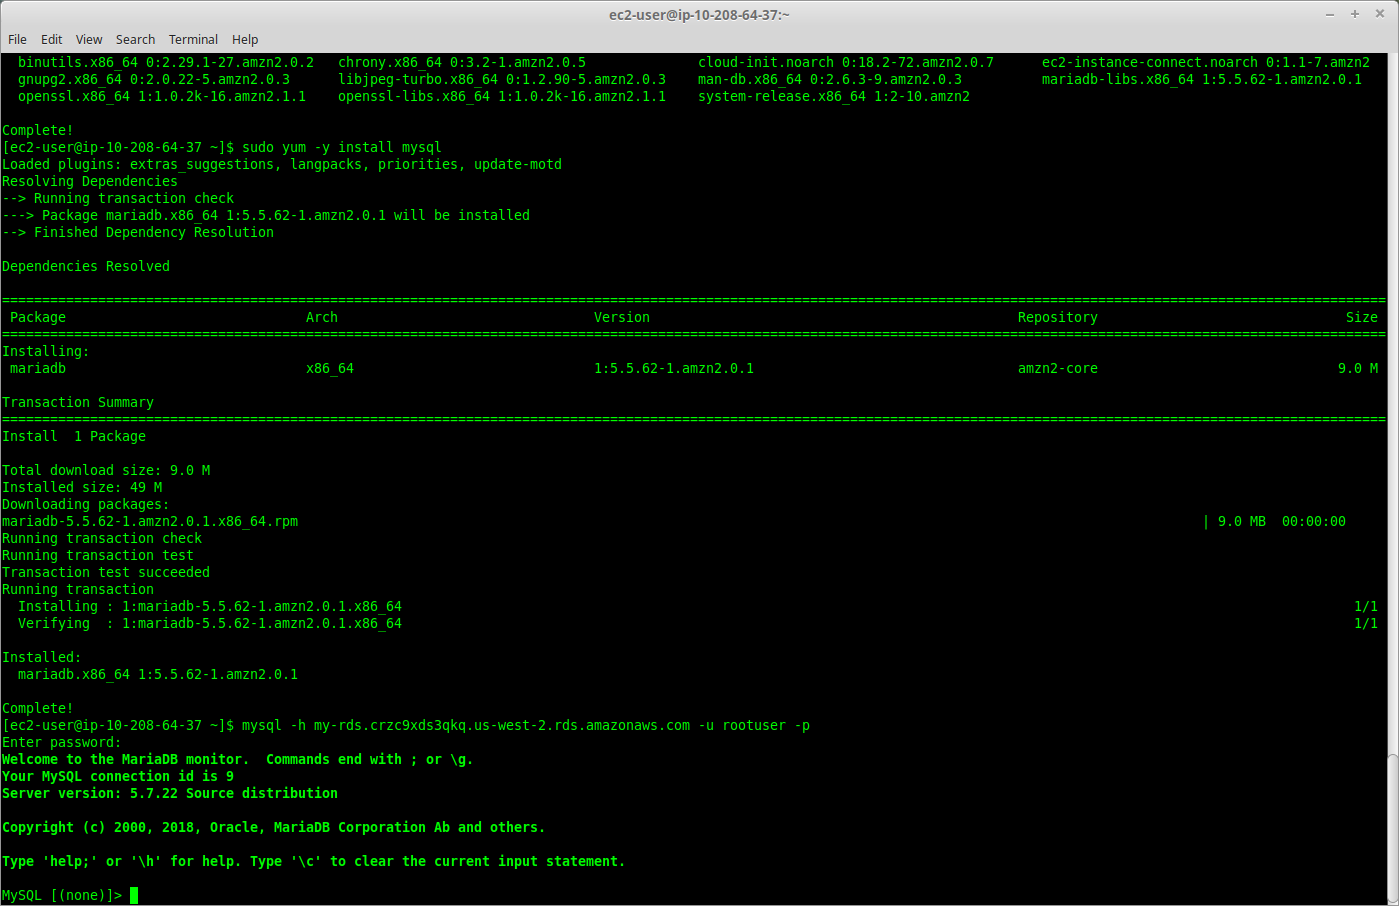 ec2-user@ip-10-208-64-37:~
File Edit View Search Terminal Help
binutils.x86_64 0:2.29.1-27.amzn2.0.2 chrony.x86_64 0:3.2-1.amzn2.0.5 cloud-init.noarch 0:18.2-72.amzn2.0.7 ec2-instance-connect.noarch 0:1.1-7.amzn2
gnupg2.x86_64 0:2.0.22-5.amzn2.0.3 libjpeg-turbo.x86_64 0:1.2.90-5.amzn2.0.3 man-db.x86_64 0:2.6.3-9.amzn2.0.3 mariadb-libs.x86_64 1:5.5.62-1.amzn2.0.1
openssl.x86_64 1:1.0.2k-16.amzn2.1.1 openssl-libs.x86_64 1:1.0.2k-16.amzn2.1.1 system-release.x86_64 1:2-10.amzn2
Complete!
[ec2-user@ip-10-208-64-37 ~]$ sudo yum -y install mysql
Loaded plugins: extras_suggestions, langpacks, priorities, update-motd
Resolving Dependencies
--> Running transaction check
---> Package mariadb.x86_64 1:5.5.62-1.amzn2.0.1 will be installed
--> Finished Dependency Resolution
Dependencies Resolved
Package Arch Version Repository Size
Installing:
mariadb x86_64 1:5.5.62-1.amzn2.0.1 amzn2-core 9.0 M
Transaction Summary
Install 1 Package
Total download size: 9.0 M
Installed size: 49 M
Downloading packages:
mariadb-5.5.62-1.amzn2.0.1.x86_64.rpm | 9.0 MB 00:00:00
Running transaction check
Running transaction test
Transaction test succeeded
Running transaction
Installing : 1:mariadb-5.5.62-1.amzn2.0.1.x86_64 1/1
Verifying : 1:mariadb-5.5.62-1.amzn2.0.1.x86_64 1/1
Installed:
mariadb.x86_64 1:5.5.62-1.amzn2.0.1
Complete!
[ec2-user@ip-10-208-64-37 ~]$ mysql -h my-rds.crzc9xds3qkq.us-west-2.rds.amazonaws.com -u rootuser -p
Enter password:
Welcome to the MariaDB monitor. Commands end with ; or \g.
Your MySQL connection id is 9
Server version: 5.7.22 Source distribution
Copyright (c) 2000, 2018, Oracle, MariaDB Corporation Ab and others.
Type 'help;' or '\h' for help. Type '\c' to clear the current input statement.
MySQL [(none)]>